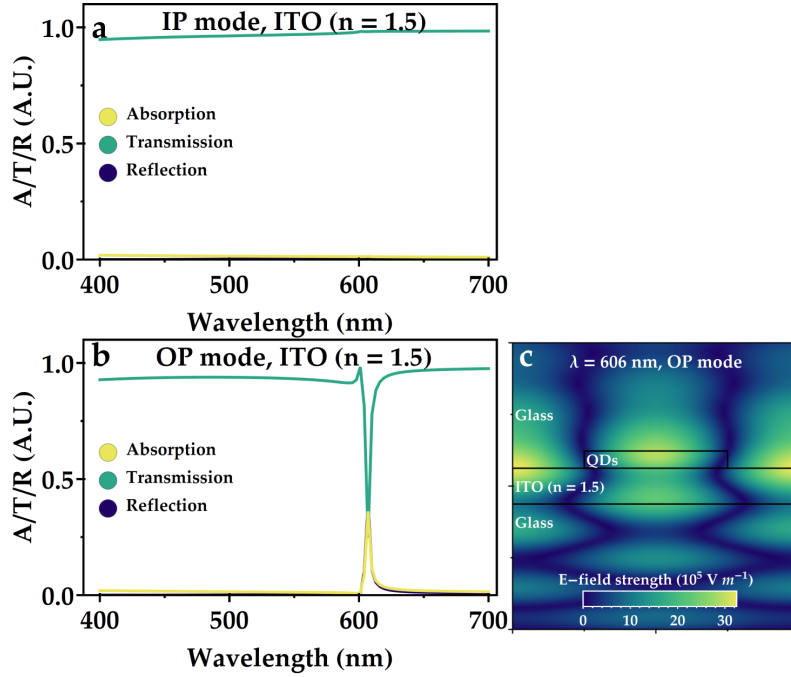 a
IP mode, ITO (n = 1.5)
1.0
0.5
0.0
A/T/R (A.U.)
Absorption
Transmission
Reflection
400
500
600
700
Wavelength (nm)
b
OP mode, ITO (n = 1.5)
1.0
0.5
0.0
A/T/R (A.U.)
Absorption
Transmission
Reflection
400
500
600
700
Wavelength (nm)
c
λ = 606 nm, OP mode
Glass
QDs
ITO (n = 1.5)
Glass
E−field strength (10⁵ V m⁻¹)
0
10
20
30